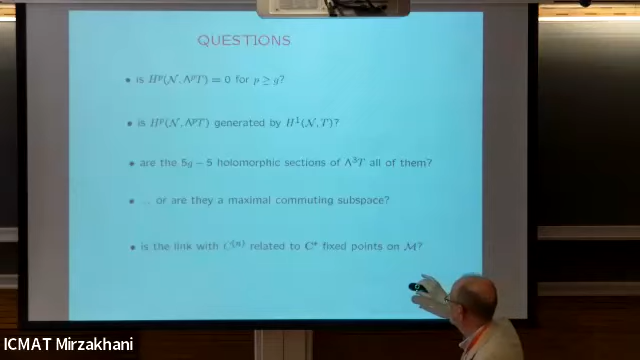 QUESTIONS
• is H^p(N, Λ^pT) = 0 for p ≥ g?
• is H^p(N, Λ^pT) generated by H^1(N, T)?
• are the 5g − 5 holomorphic sections of Λ^3T all of them?
• ... or are they a maximal commuting subspace?
• is the link with C^(n) related to C* fixed points on M?
ICMAT Mirzakhani